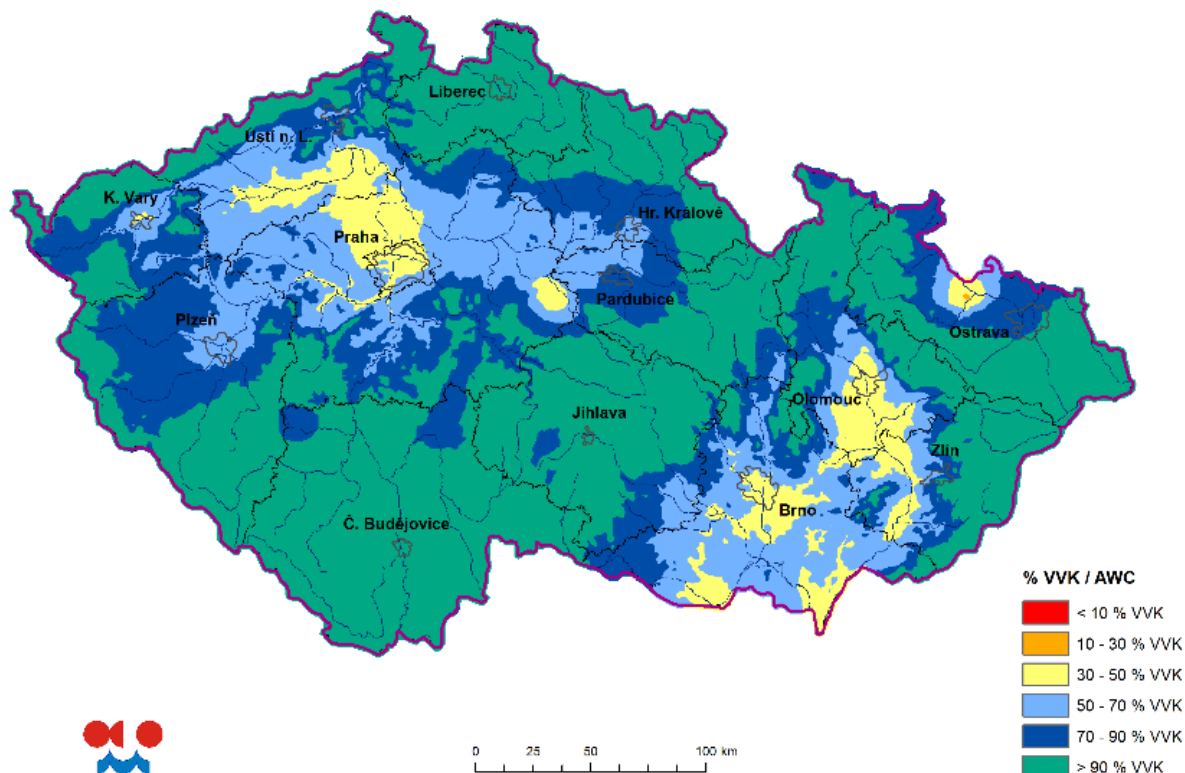 Liberec
Ústí n. L.
K. Vary
Hr. Králové
Praha
Pardubice
Plzeň
Ostrava
Olomouc
Jihlava
Zlín
Brno
Č. Budějovice
% VVK / AWC
< 10 % VVK
10 - 30 % VVK
30 - 50 % VVK
50 - 70 % VVK
70 - 90 % VVK
> 90 % VVK
0 25 50 100 km